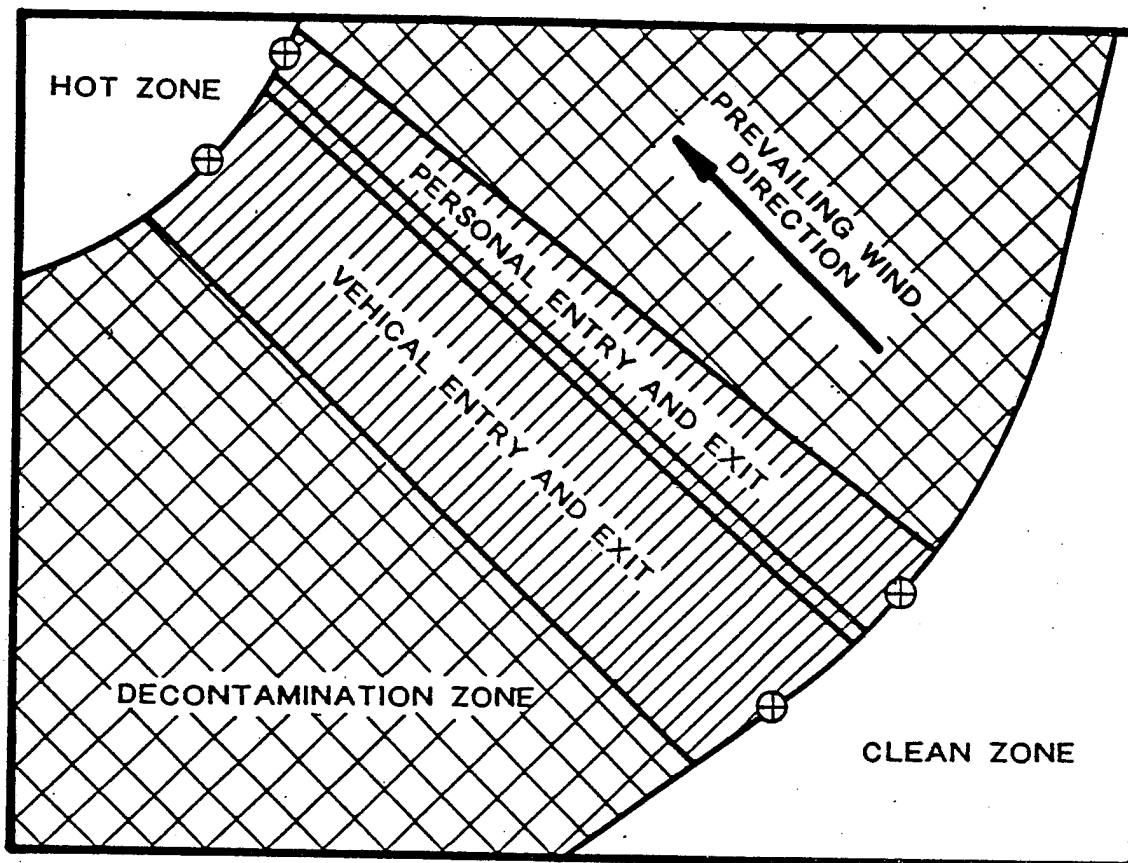 HOT ZONE
PREVAILING WIND
DIRECTION
PERSONAL ENTRY AND EXIT
VEHICAL ENTRY AND EXIT
DECONTAMINATION ZONE
CLEAN ZONE